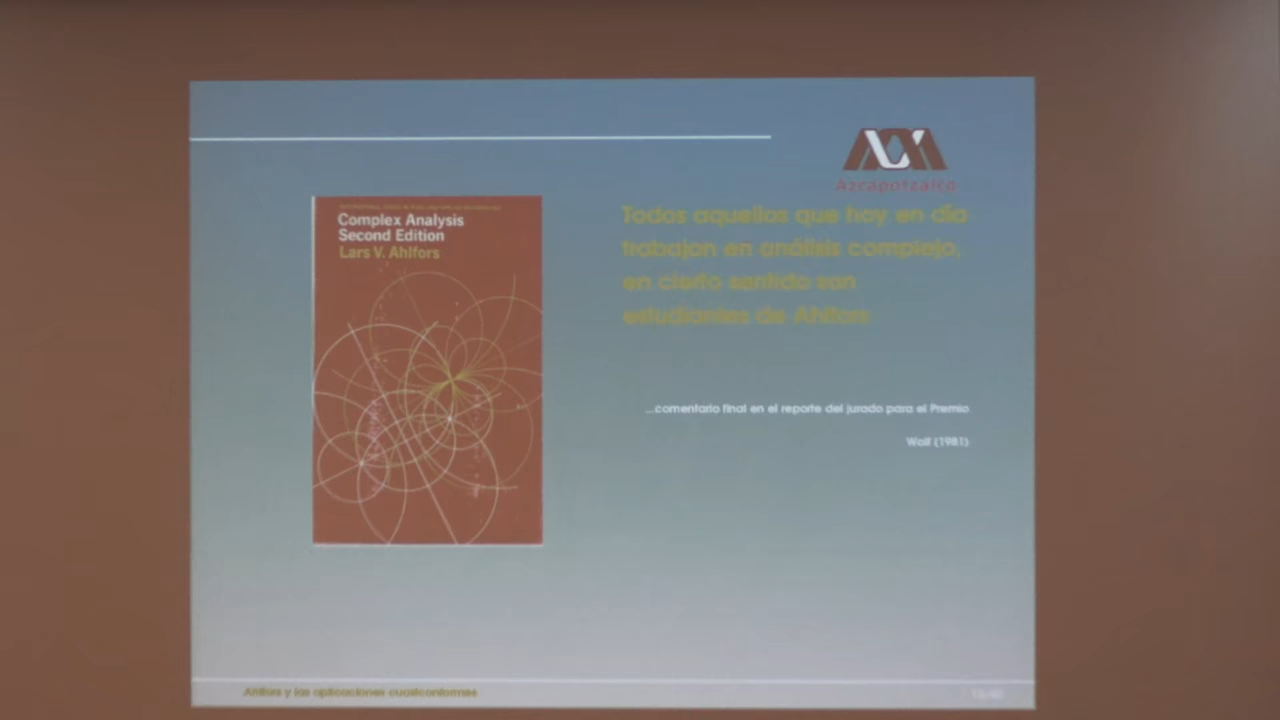 Azcapotzalco
Complex Analysis
Second Edition
Lars V. Ahlfors
Todos aquellos que hoy en día
trabajan en análisis complejo,
en cierto sentido son
estudiantes de Ahlfors
...comentario final en el reporte del jurado para el Premio
Wolf (1981)
Ahlfors y las aplicaciones cuasiconformes